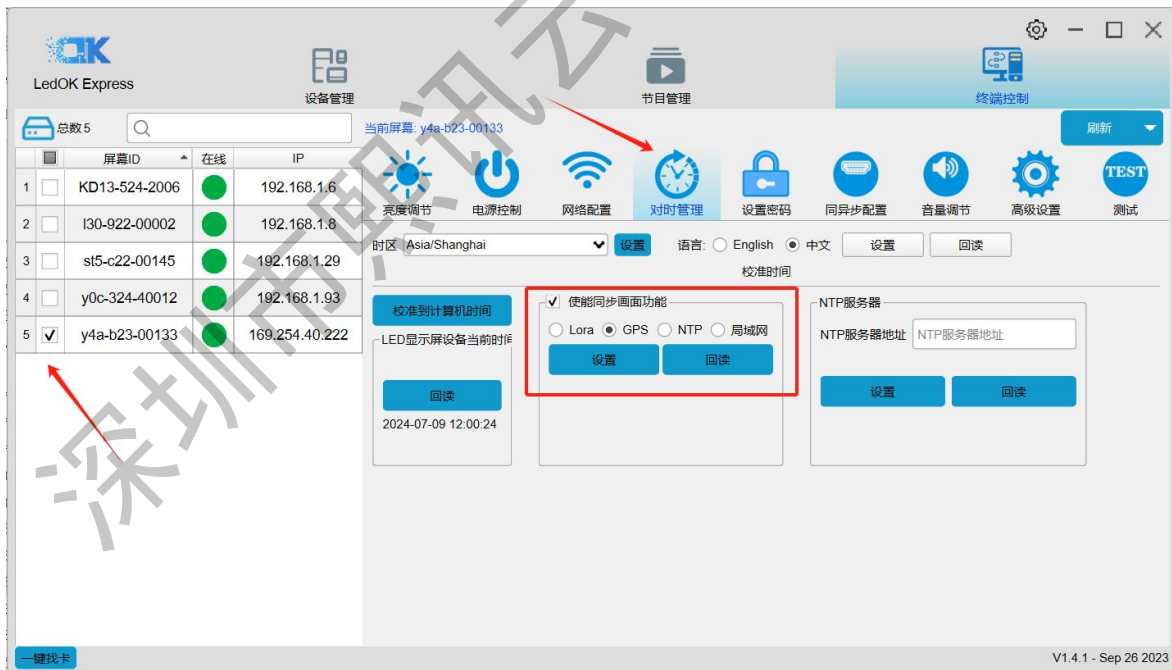 LedOK Express
设备管理
节目管理
终端控制
总数 5
当前屏幕: y4a-b23-00133
刷新
屏幕ID 在线 IP
1 KD13-524-2006 192.168.1.6
2 l30-922-00002 192.168.1.8
3 st5-c22-00145 192.168.1.29
4 y0c-324-40012 192.168.1.93
5 y4a-b23-00133 169.254.40.222
亮度调节 电源控制 网络配置 对时管理 设置密码 同异步配置 音量调节 高级设置 测试
TEST
时区 Asia/Shanghai 设置 语言: English 中文 设置 回读
校准时间
校准到计算机时间
LED显示屏设备当前时间
回读
2024-07-09 12:00:24
使能同步画面功能
Lora GPS NTP 局域网
设置 回读
NTP服务器
NTP服务器地址 NTP服务器地址
设置 回读
一键找卡
V1.4.1 - Sep 26 2023
深圳市熙讯云